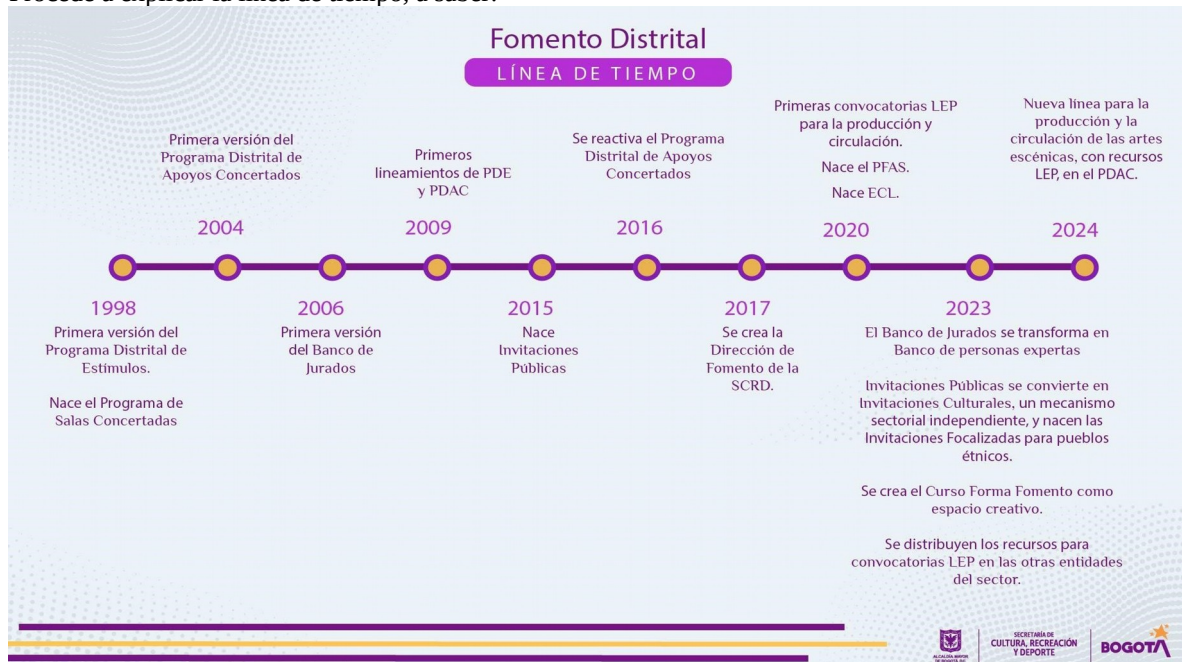 Fomento Distrital
LÍNEA DE TIEMPO
Primera versión del
Programa Distrital de
Apoyos Concertados
2004
Primeros
lineamientos de PDE
y PDAC
2009
Se reactiva el Programa
Distrital de Apoyos
Concertados
2016
Primeras convocatorias LEP
para la producción y
circulación.
Nace el PFAS.
Nace ECL.
2020
Nueva línea para la
producción y la
circulación de las artes
escénicas, con recursos
LEP, en el PDAC.
2024
1998
Primera versión del
Programa Distrital de
Estímulos.
Nace el Programa de
Salas Concertadas
2006
Primera versión
del Banco de
Jurados
2015
Nace
Invitaciones
Públicas
2017
Se crea la
Dirección de
Fomento de la
SCRD.
2023
El Banco de Jurados se transforma en
Banco de personas expertas
Invitaciones Públicas se convierte en
Invitaciones Culturales, un mecanismo
sectorial independiente, y nacen las
Invitaciones Focalizadas para pueblos
étnicos.
Se crea el Curso Forma Fomento como
espacio creativo.
Se distribuyen los recursos para
convocatorias LEP en las otras entidades
del sector.
ALCALDÍA MAYOR
DE BOGOTÁ D.C.
SECRETARÍA DE
CULTURA, RECREACIÓN
Y DEPORTE
BOGOTÁ